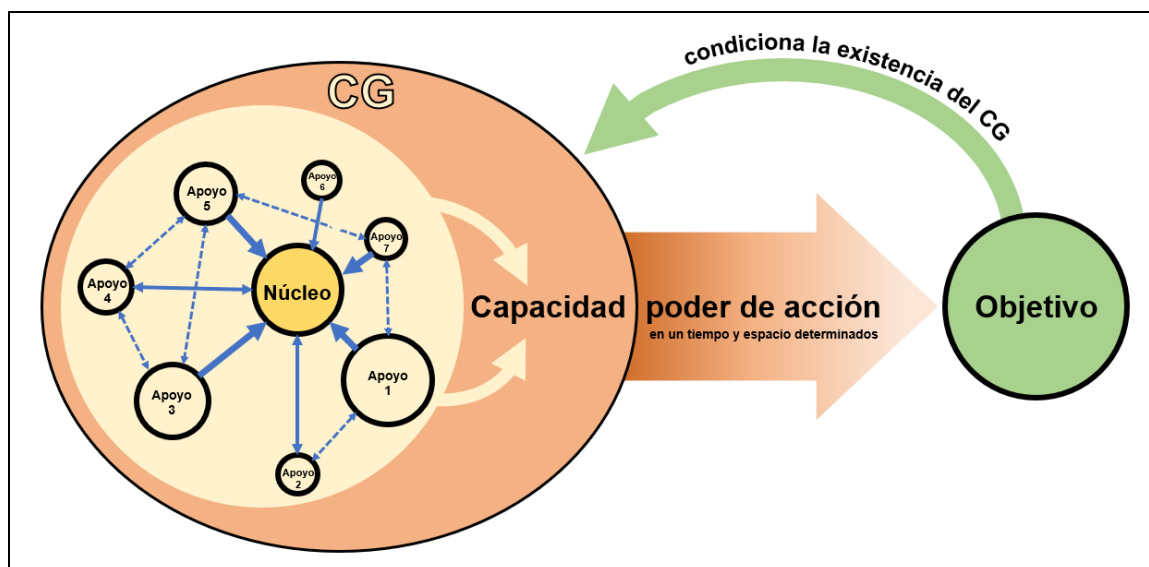 condiciona la existencia del CG
CG
Apoyo
6
Apoyo
5
Apoyo
7
Apoyo
4
Núcleo
Capacidad
poder de acción
en un tiempo y espacio determinados
Objetivo
Apoyo
3
Apoyo
1
Apoyo
2